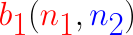 b₁(n₁, n₂)